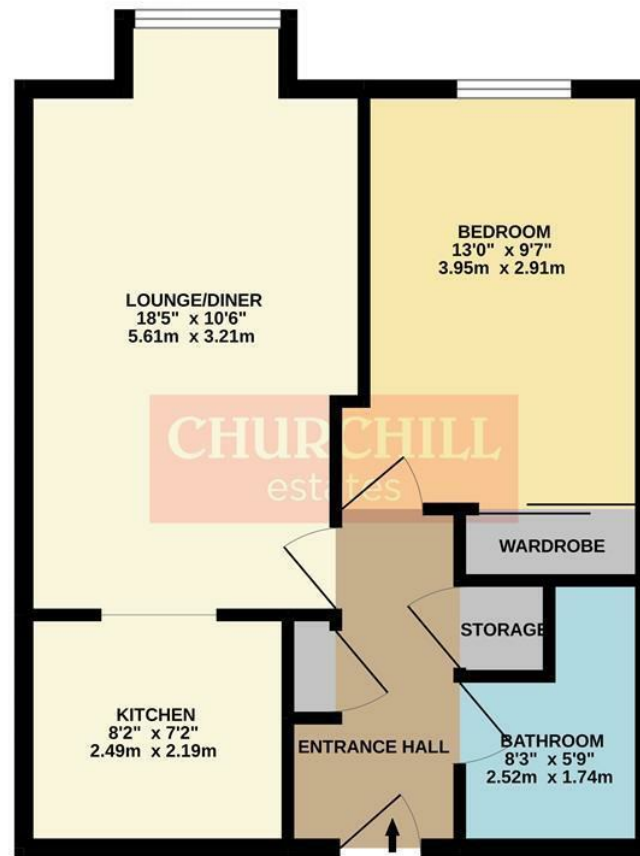 BEDROOM
13'0" x 9'7"
3.95m x 2.91m
LOUNGE/DINER
18'5" x 10'6"
5.61m x 3.21m
CHURCHILL
estates
WARDROBE
STORAGE
KITCHEN
8'2" x 7'2"
2.49m x 2.19m
ENTRANCE HALL
BATHROOM
8'3" x 5'9"
2.52m x 1.74m